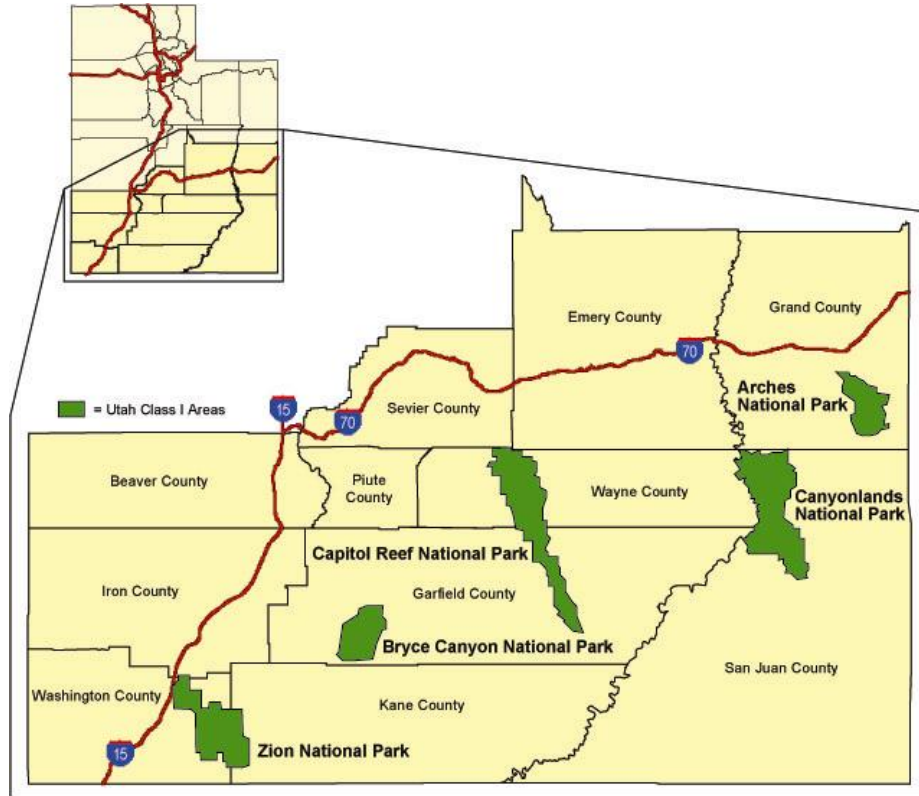 Emery County
Grand County
70
Arches
National Park
= Utah Class I Areas
15
70
Sevier County
Beaver County
Piute
County
Wayne County
Canyonlands
National Park
Capitol Reef National Park
Iron County
Garfield County
Bryce Canyon National Park
San Juan County
Washington County
Kane County
15
Zion National Park